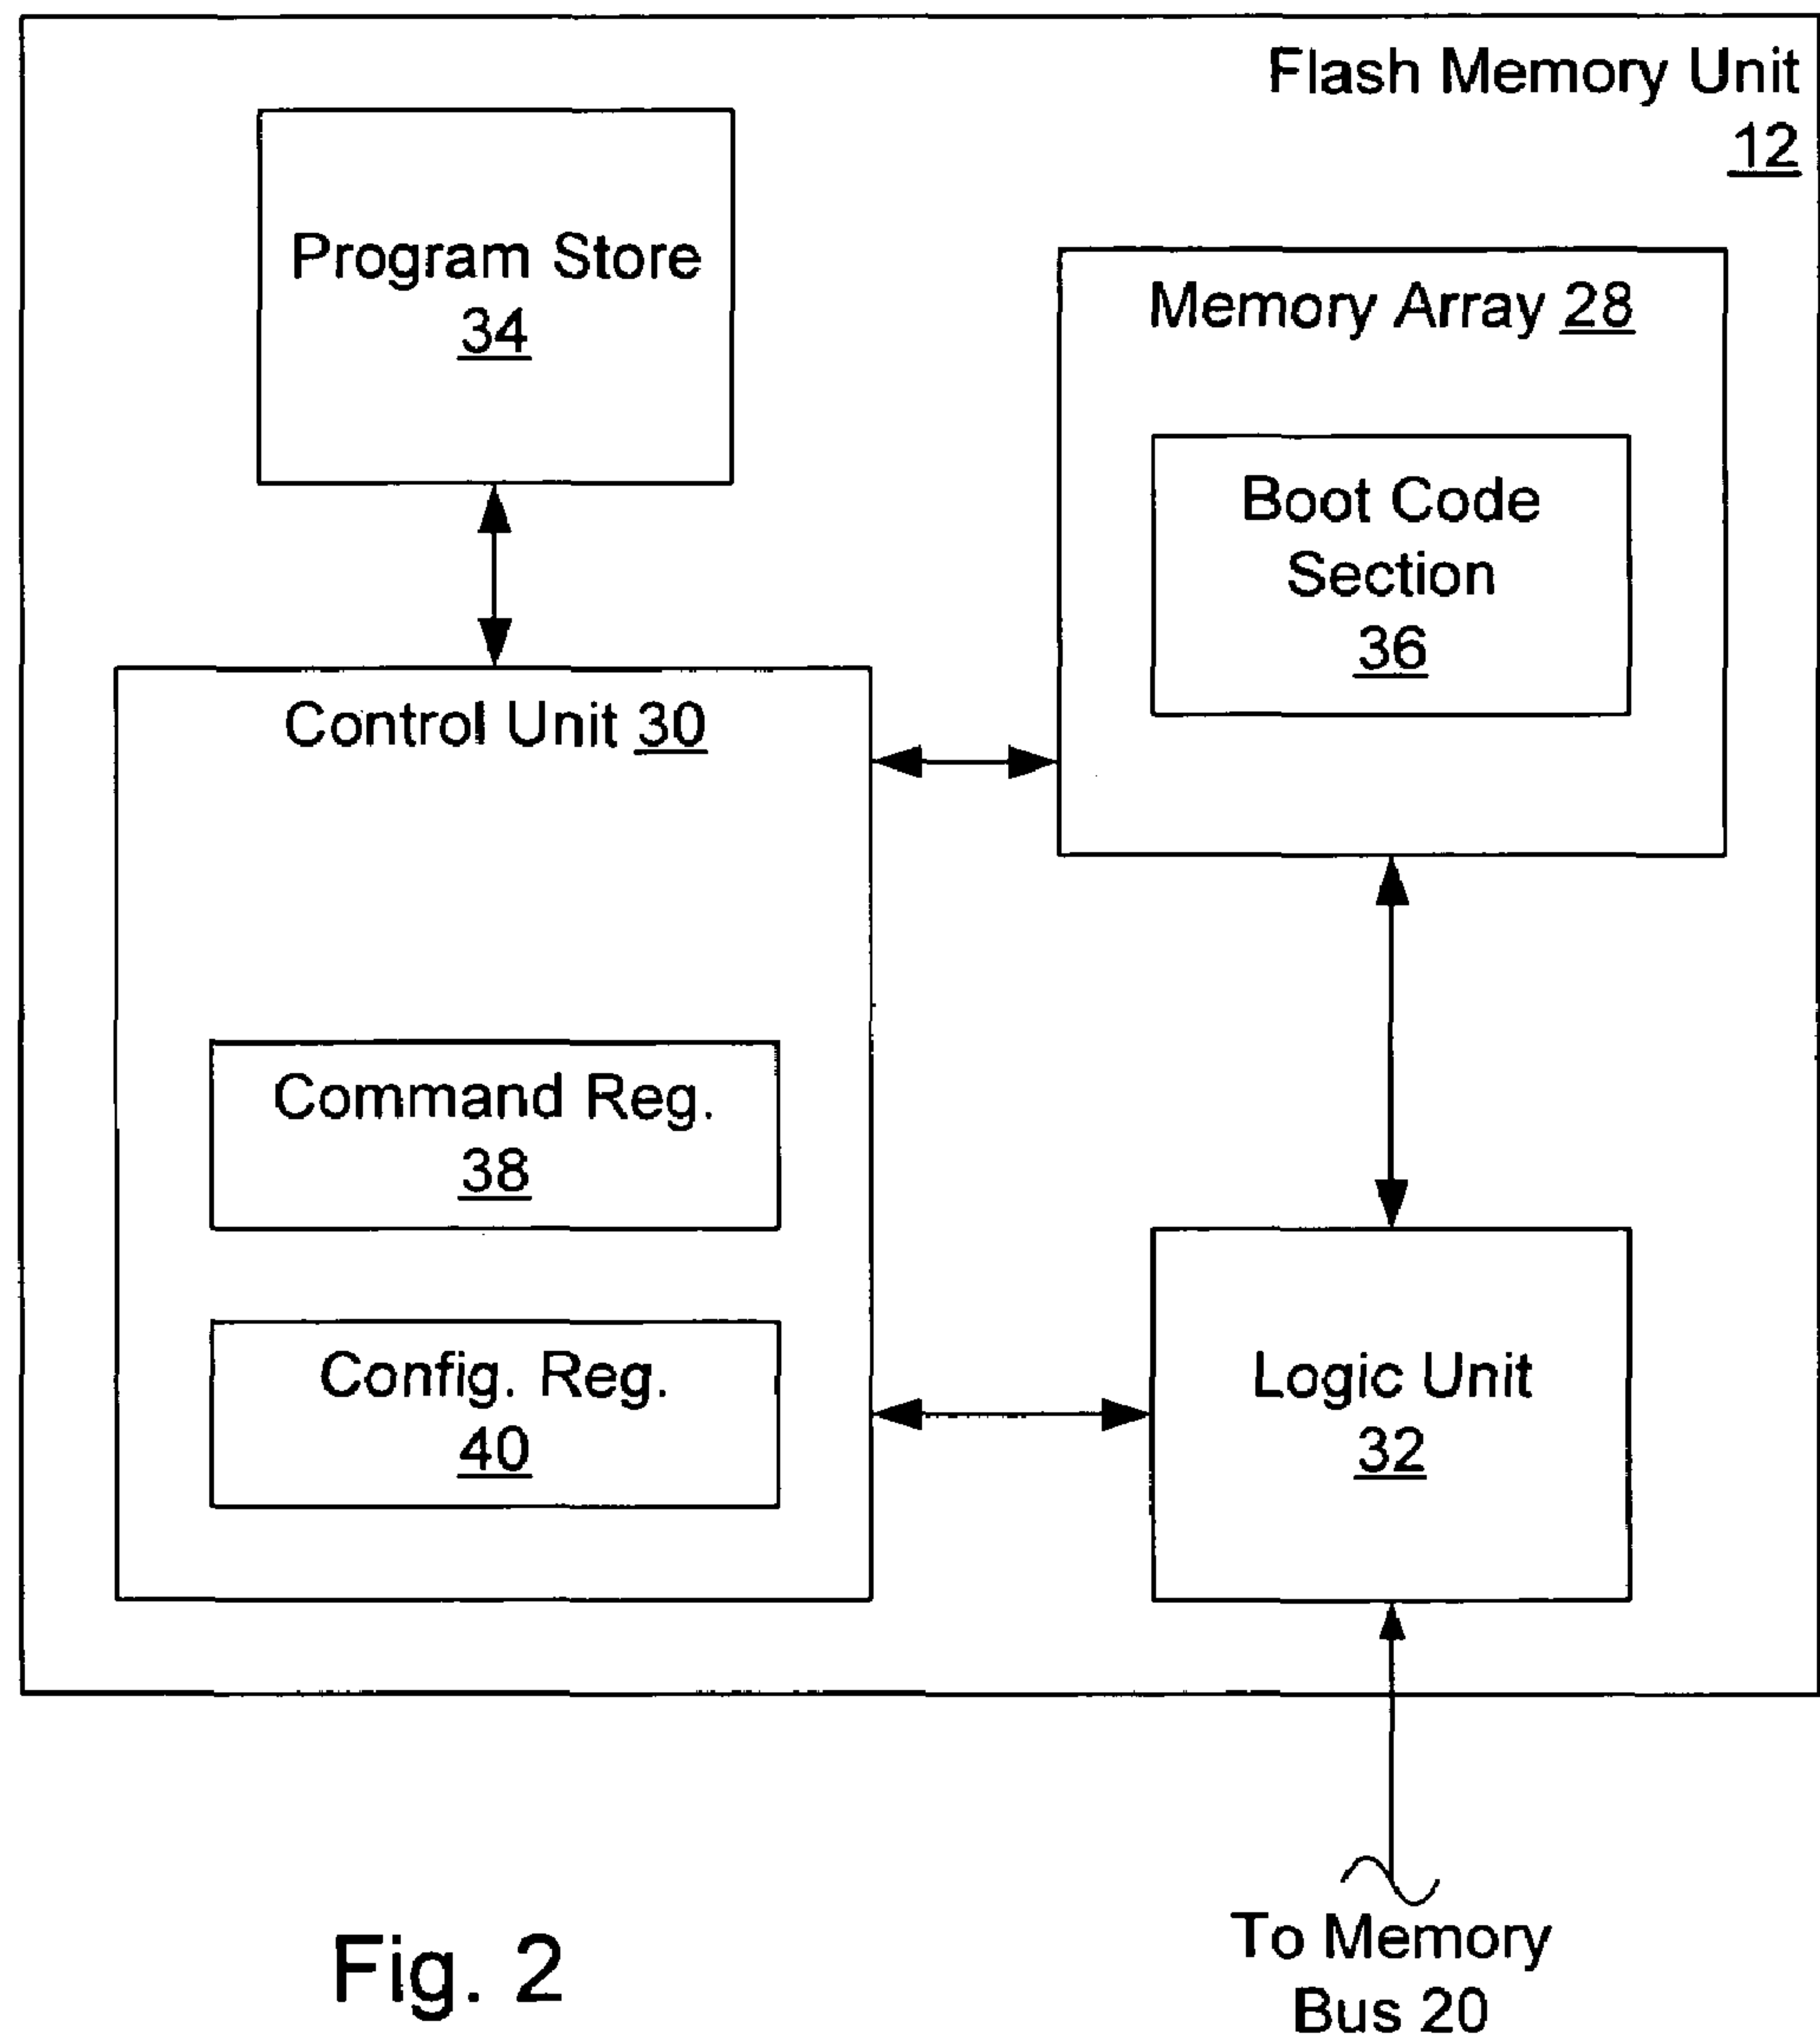 Flash Memory Unit
12
Program Store
34
Memory Array 28
Boot Code
Section
36
Control Unit 30
Command Reg.
38
Config. Reg.
40
Logic Unit
32
To Memory
Bus 20
Fig. 2